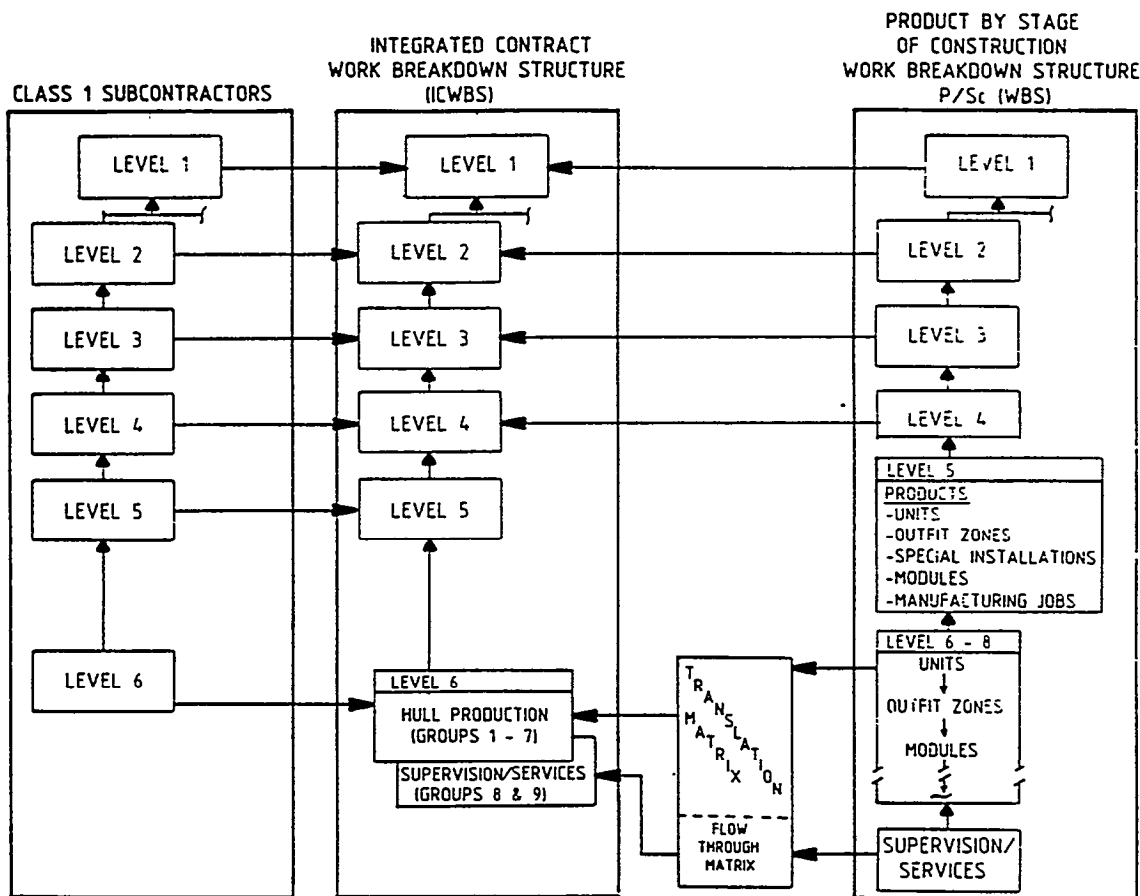 CLASS 1 SUBCONTRACTORS
LEVEL 1
LEVEL 2
LEVEL 3
LEVEL 4
LEVEL 5
LEVEL 6
INTEGRATED CONTRACT
WORK BREAKDOWN STRUCTURE
(ICWBS)
LEVEL 1
LEVEL 2
LEVEL 3
LEVEL 4
LEVEL 5
LEVEL 6
HULL PRODUCTION
(GROUPS 1 - 7)
SUPERVISION/SERVICES
(GROUPS 8 & 9)
TRANSLATION
MATRIX
FLOW
THROUGH
MATRIX
PRODUCT BY STAGE
OF CONSTRUCTION
WORK BREAKDOWN STRUCTURE
P/Sc (WBS)
LEVEL 1
LEVEL 2
LEVEL 3
LEVEL 4
LEVEL 5
PRODUCTS
-UNITS
-OUTFIT ZONES
-SPECIAL INSTALLATIONS
-MODULES
-MANUFACTURING JOBS
LEVEL 6 - 8
UNITS
OUTFIT ZONES
MODULES
SUPERVISION/
SERVICES